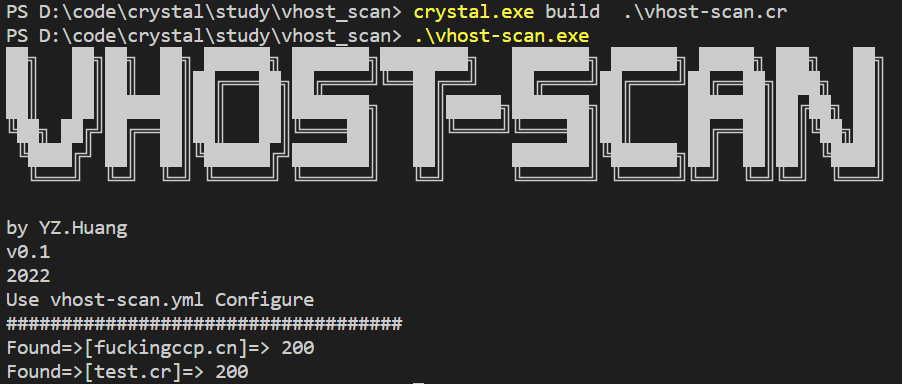 PS D:\code\crystal\study\vhost_scan> crystal.exe build  .\vhost-scan.cr
PS D:\code\crystal\study\vhost_scan> .\vhost-scan.exe
VHOST-SCAN
by YZ.Huang
v0.1
2022
Use vhost-scan.yml Configure
####################################
Found=>[fuckingccp.cn]=> 200
Found=>[test.cr]=> 200